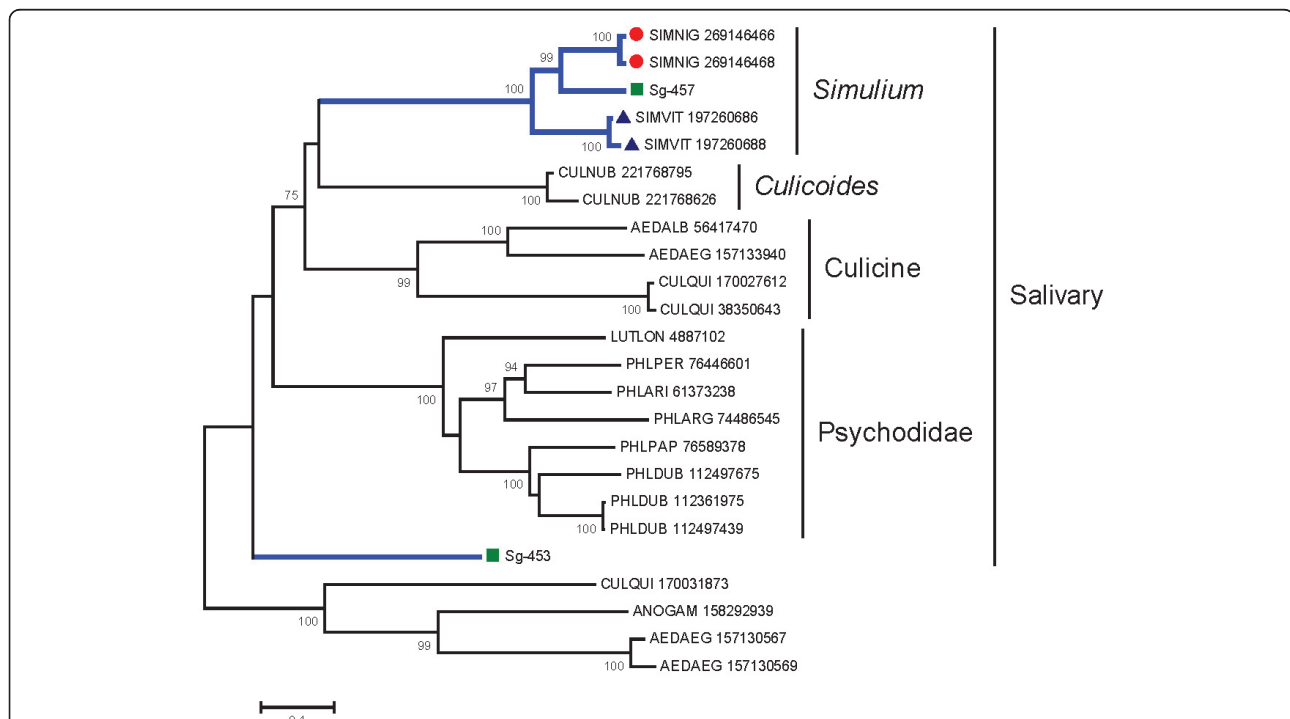 100
SIMNIG 269146466
99
SIMNIG 269146468
100
Sg-457
Simulium
SIMVIT 197260686
100
SIMVIT 197260688
75
CULNUB 221768795
Culicoides
100
CULNUB 221768626
100
AEDALB 56417470
AEDAEG 157133940
Culicine
99
CULQUI 170027612
Salivary
100
CULQUI 38350643
LUTLON 4887102
94
PHLPER 76446601
97
PHLARI 61373238
100
PHLARG 74486545
Psychodidae
PHLPAP 76589378
PHLDUB 112497675
100
PHLDUB 112361975
100
PHLDUB 112497439
Sg-453
CULQUI 170031873
100
ANOGAM 158292939
99
AEDAEG 157130567
100
AEDAEG 157130569